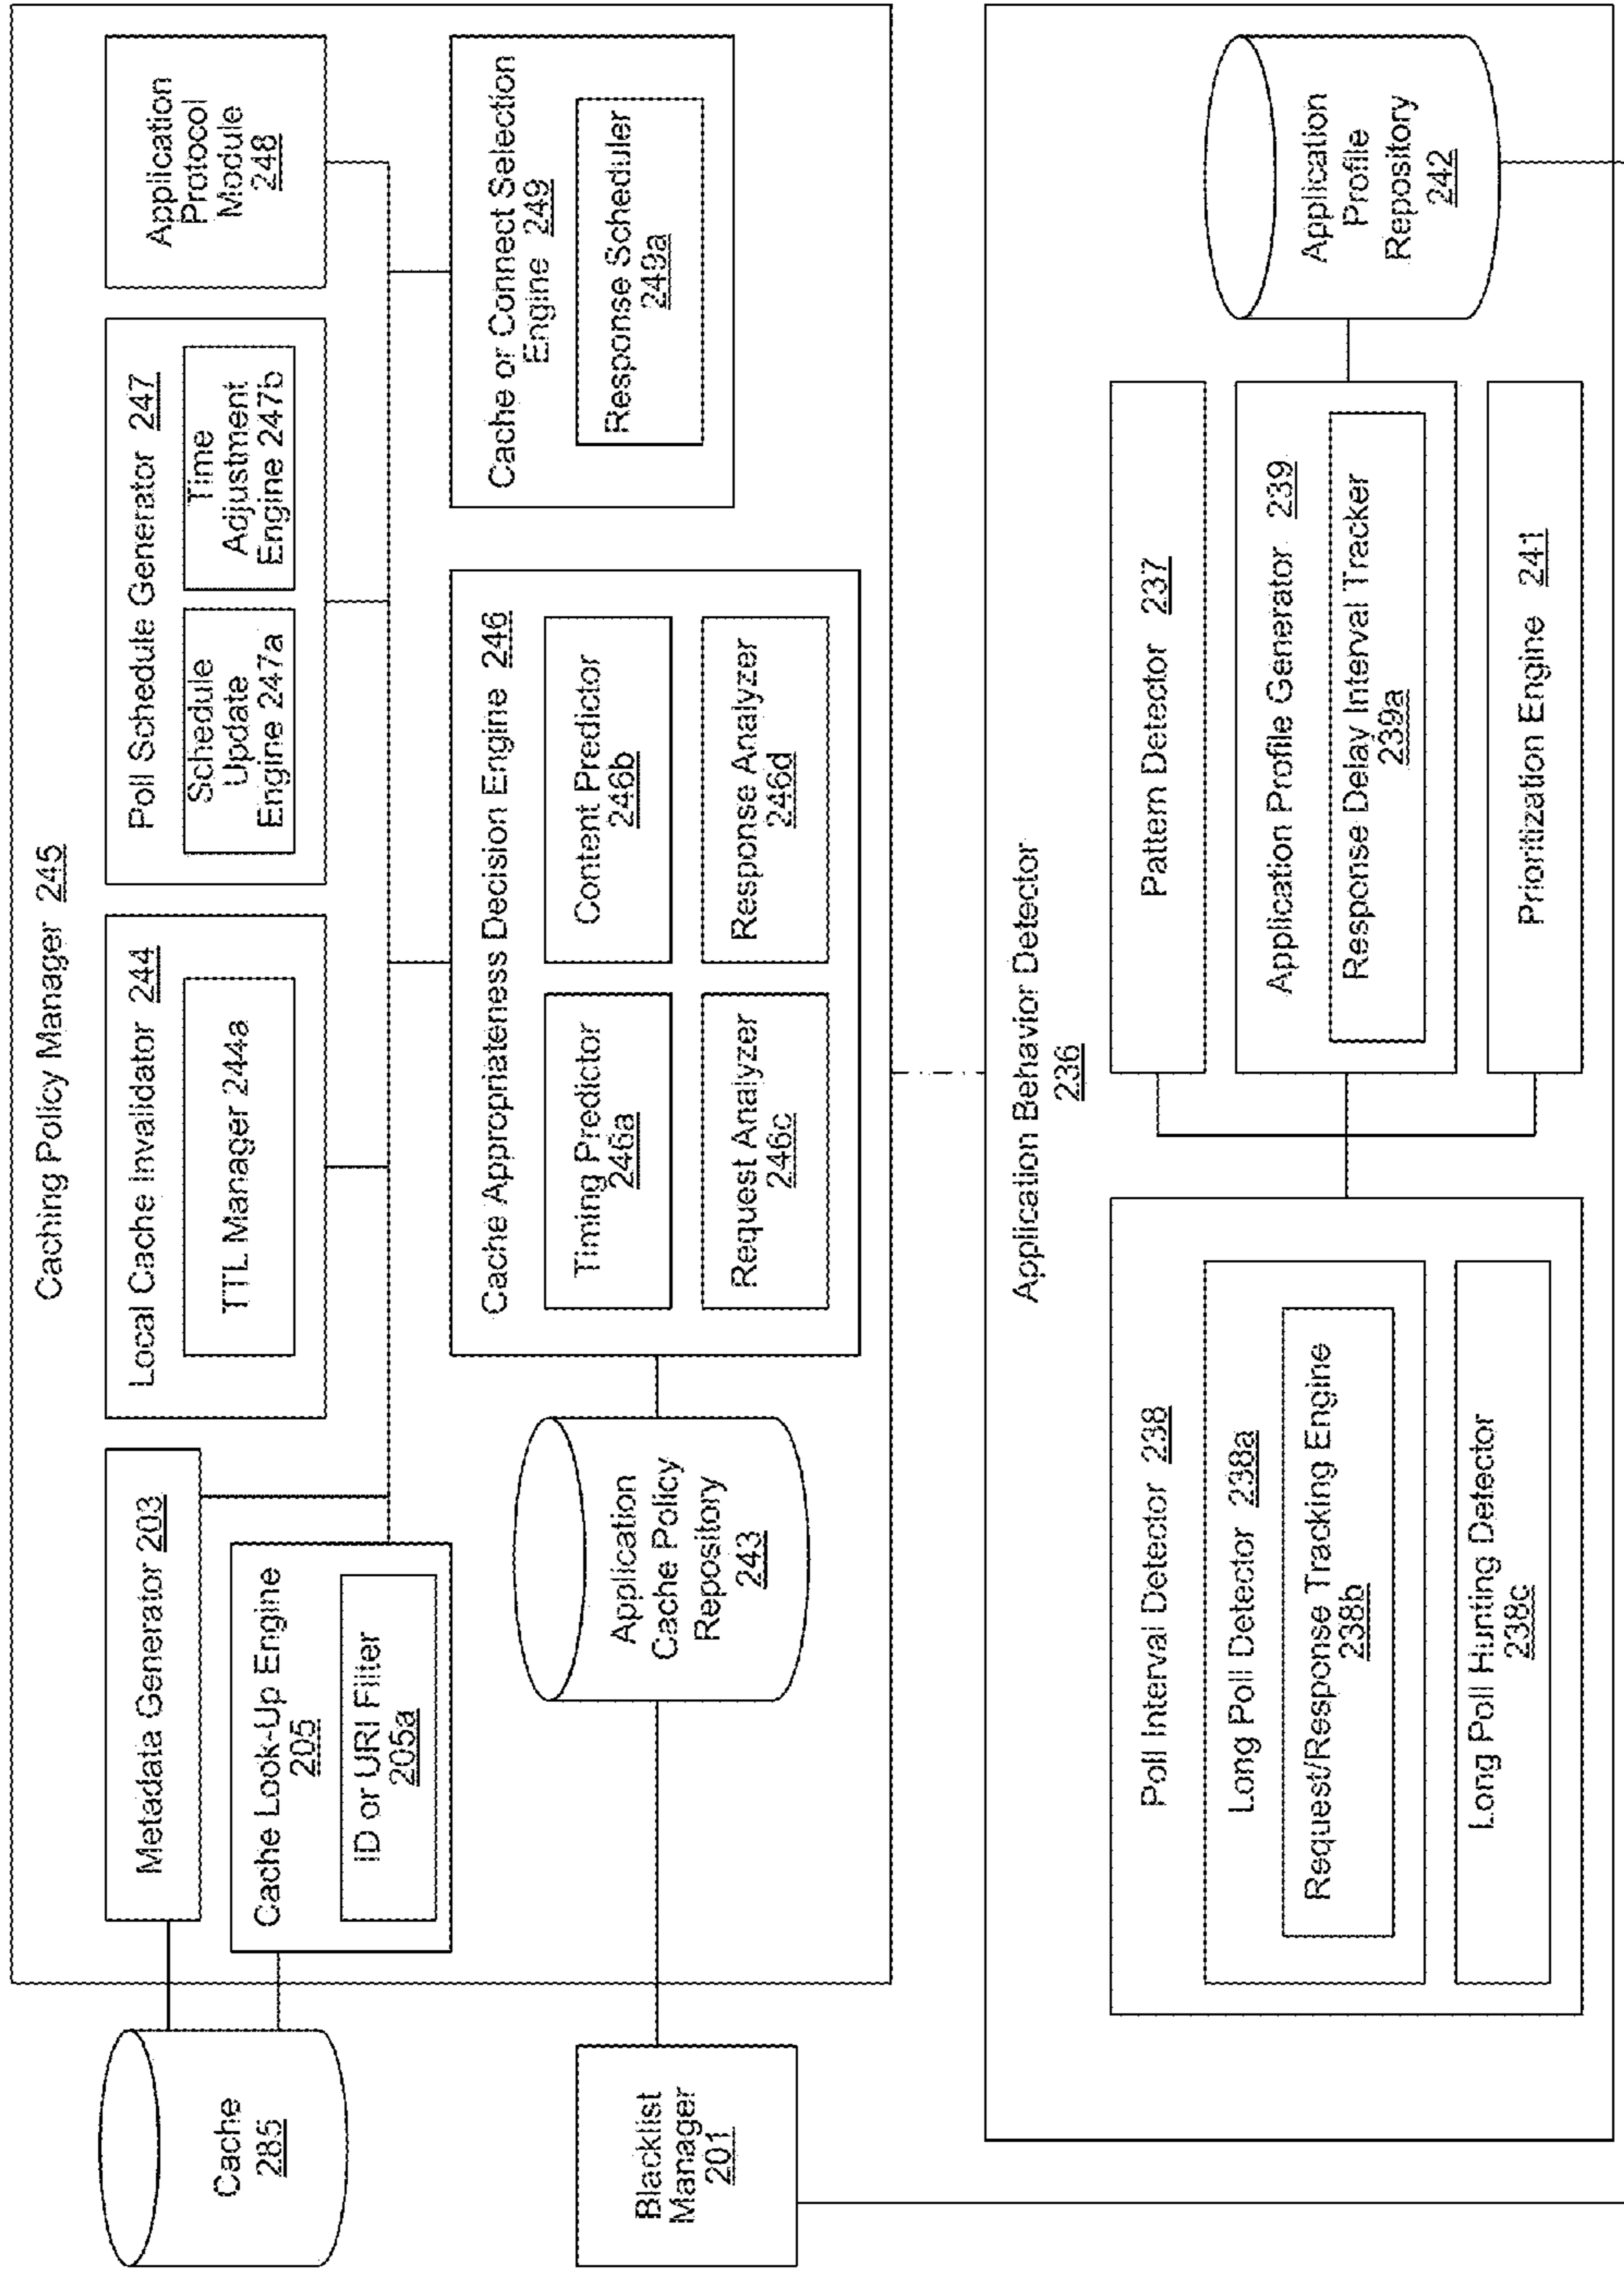 Caching Policy Manager 245
Cache
285
Metadata Generator 203
Cache Look-Up Engine
205
ID or URI Filter
205a
Local Cache Invalidator 244
TTL Manager 244a
Poll Schedule Generator 247
Schedule
Update
Engine 247a
Time
Adjustment
Engine 247b
Application
Protocol
Module
248
Blacklist
Manager
201
Application
Cache Policy
Repository
243
Cache Appropriateness Decision Engine 246
Timing Predictor
246a
Content Predictor
246b
Request Analyzer
246c
Response Analyzer
246d
Cache or Connect Selection
Engine 249
Response Scheduler
249a
Application Behavior Detector
236
Poll Interval Detector 238
Long Poll Detector 238a
Request/Response Tracking Engine
238b
Long Poll Hunting Detector
238c
Pattern Detector 237
Application Profile Generator 239
Response Delay Interval Tracker
239a
Prioritization Engine 241
Application
Profile
Repository
242